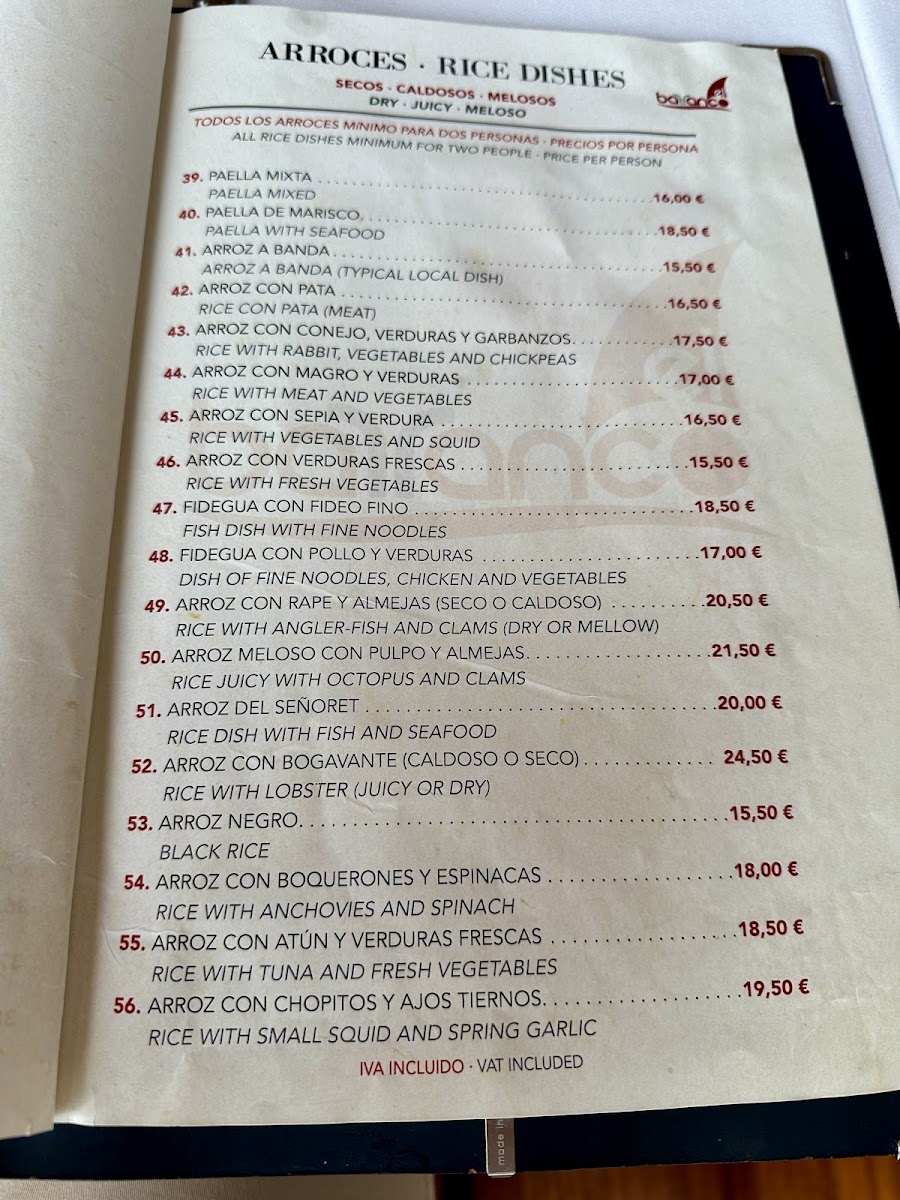 ARROCES · RICE DISHES
SECOS · CALDOSOS · MELOSOS
DRY · JUICY · MELOSO
el barranco
TODOS LOS ARROCES MINIMO PARA DOS PERSONAS · PRECIOS POR PERSONA
ALL RICE DISHES MINIMUM FOR TWO PEOPLE · PRICE PER PERSON
39. PAELLA MIXTA 16,00 €
PAELLA MIXED
40. PAELLA DE MARISCO 18,50 €
PAELLA WITH SEAFOOD
41. ARROZ A BANDA 15,50 €
ARROZ A BANDA (TYPICAL LOCAL DISH)
42. ARROZ CON PATA 16,50 €
RICE CON PATA (MEAT)
43. ARROZ CON CONEJO, VERDURAS Y GARBANZOS 17,50 €
RICE WITH RABBIT, VEGETABLES AND CHICKPEAS
44. ARROZ CON MAGRO Y VERDURAS 17,00 €
RICE WITH MEAT AND VEGETABLES
45. ARROZ CON SEPIA Y VERDURA 16,50 €
RICE WITH VEGETABLES AND SQUID
46. ARROZ CON VERDURAS FRESCAS 15,50 €
RICE WITH FRESH VEGETABLES
47. FIDEGUA CON FIDEO FINO 18,50 €
FISH DISH WITH FINE NOODLES
48. FIDEGUA CON POLLO Y VERDURAS 17,00 €
DISH OF FINE NOODLES, CHICKEN AND VEGETABLES
49. ARROZ CON RAPE Y ALMEJAS (SECO O CALDOSO) 20,50 €
RICE WITH ANGLER-FISH AND CLAMS (DRY OR MELLOW)
50. ARROZ MELOSO CON PULPO Y ALMEJAS 21,50 €
RICE JUICY WITH OCTOPUS AND CLAMS
51. ARROZ DEL SEÑORET 20,00 €
RICE DISH WITH FISH AND SEAFOOD
52. ARROZ CON BOGAVANTE (CALDOSO O SECO) 24,50 €
RICE WITH LOBSTER (JUICY OR DRY)
53. ARROZ NEGRO 15,50 €
BLACK RICE
54. ARROZ CON BOQUERONES Y ESPINACAS 18,00 €
RICE WITH ANCHOVIES AND SPINACH
55. ARROZ CON ATÚN Y VERDURAS FRESCAS 18,50 €
RICE WITH TUNA AND FRESH VEGETABLES
56. ARROZ CON CHOPITOS Y AJOS TIERNOS 19,50 €
RICE WITH SMALL SQUID AND SPRING GARLIC
IVA INCLUIDO · VAT INCLUDED
made in